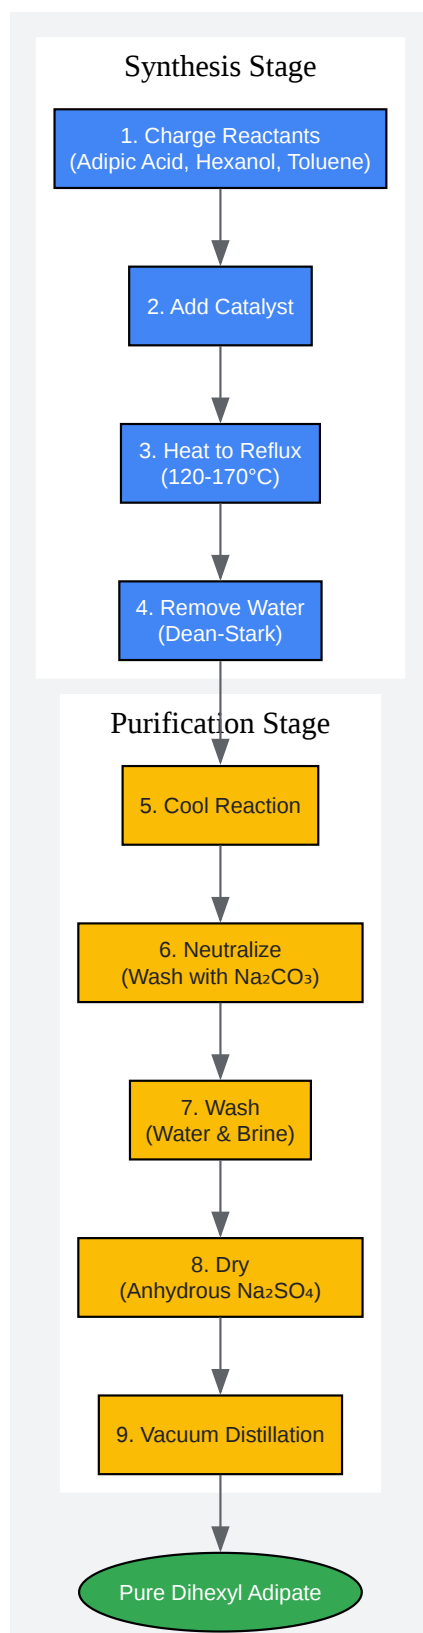 Synthesis Stage
1. Charge Reactants
(Adipic Acid, Hexanol, Toluene)
2. Add Catalyst
3. Heat to Reflux
(120-170°C)
4. Remove Water
(Dean-Stark)
Purification Stage
5. Cool Reaction
6. Neutralize
(Wash with Na₂CO₃)
7. Wash
(Water & Brine)
8. Dry
(Anhydrous Na₂SO₄)
9. Vacuum Distillation
Pure Dihexyl Adipate